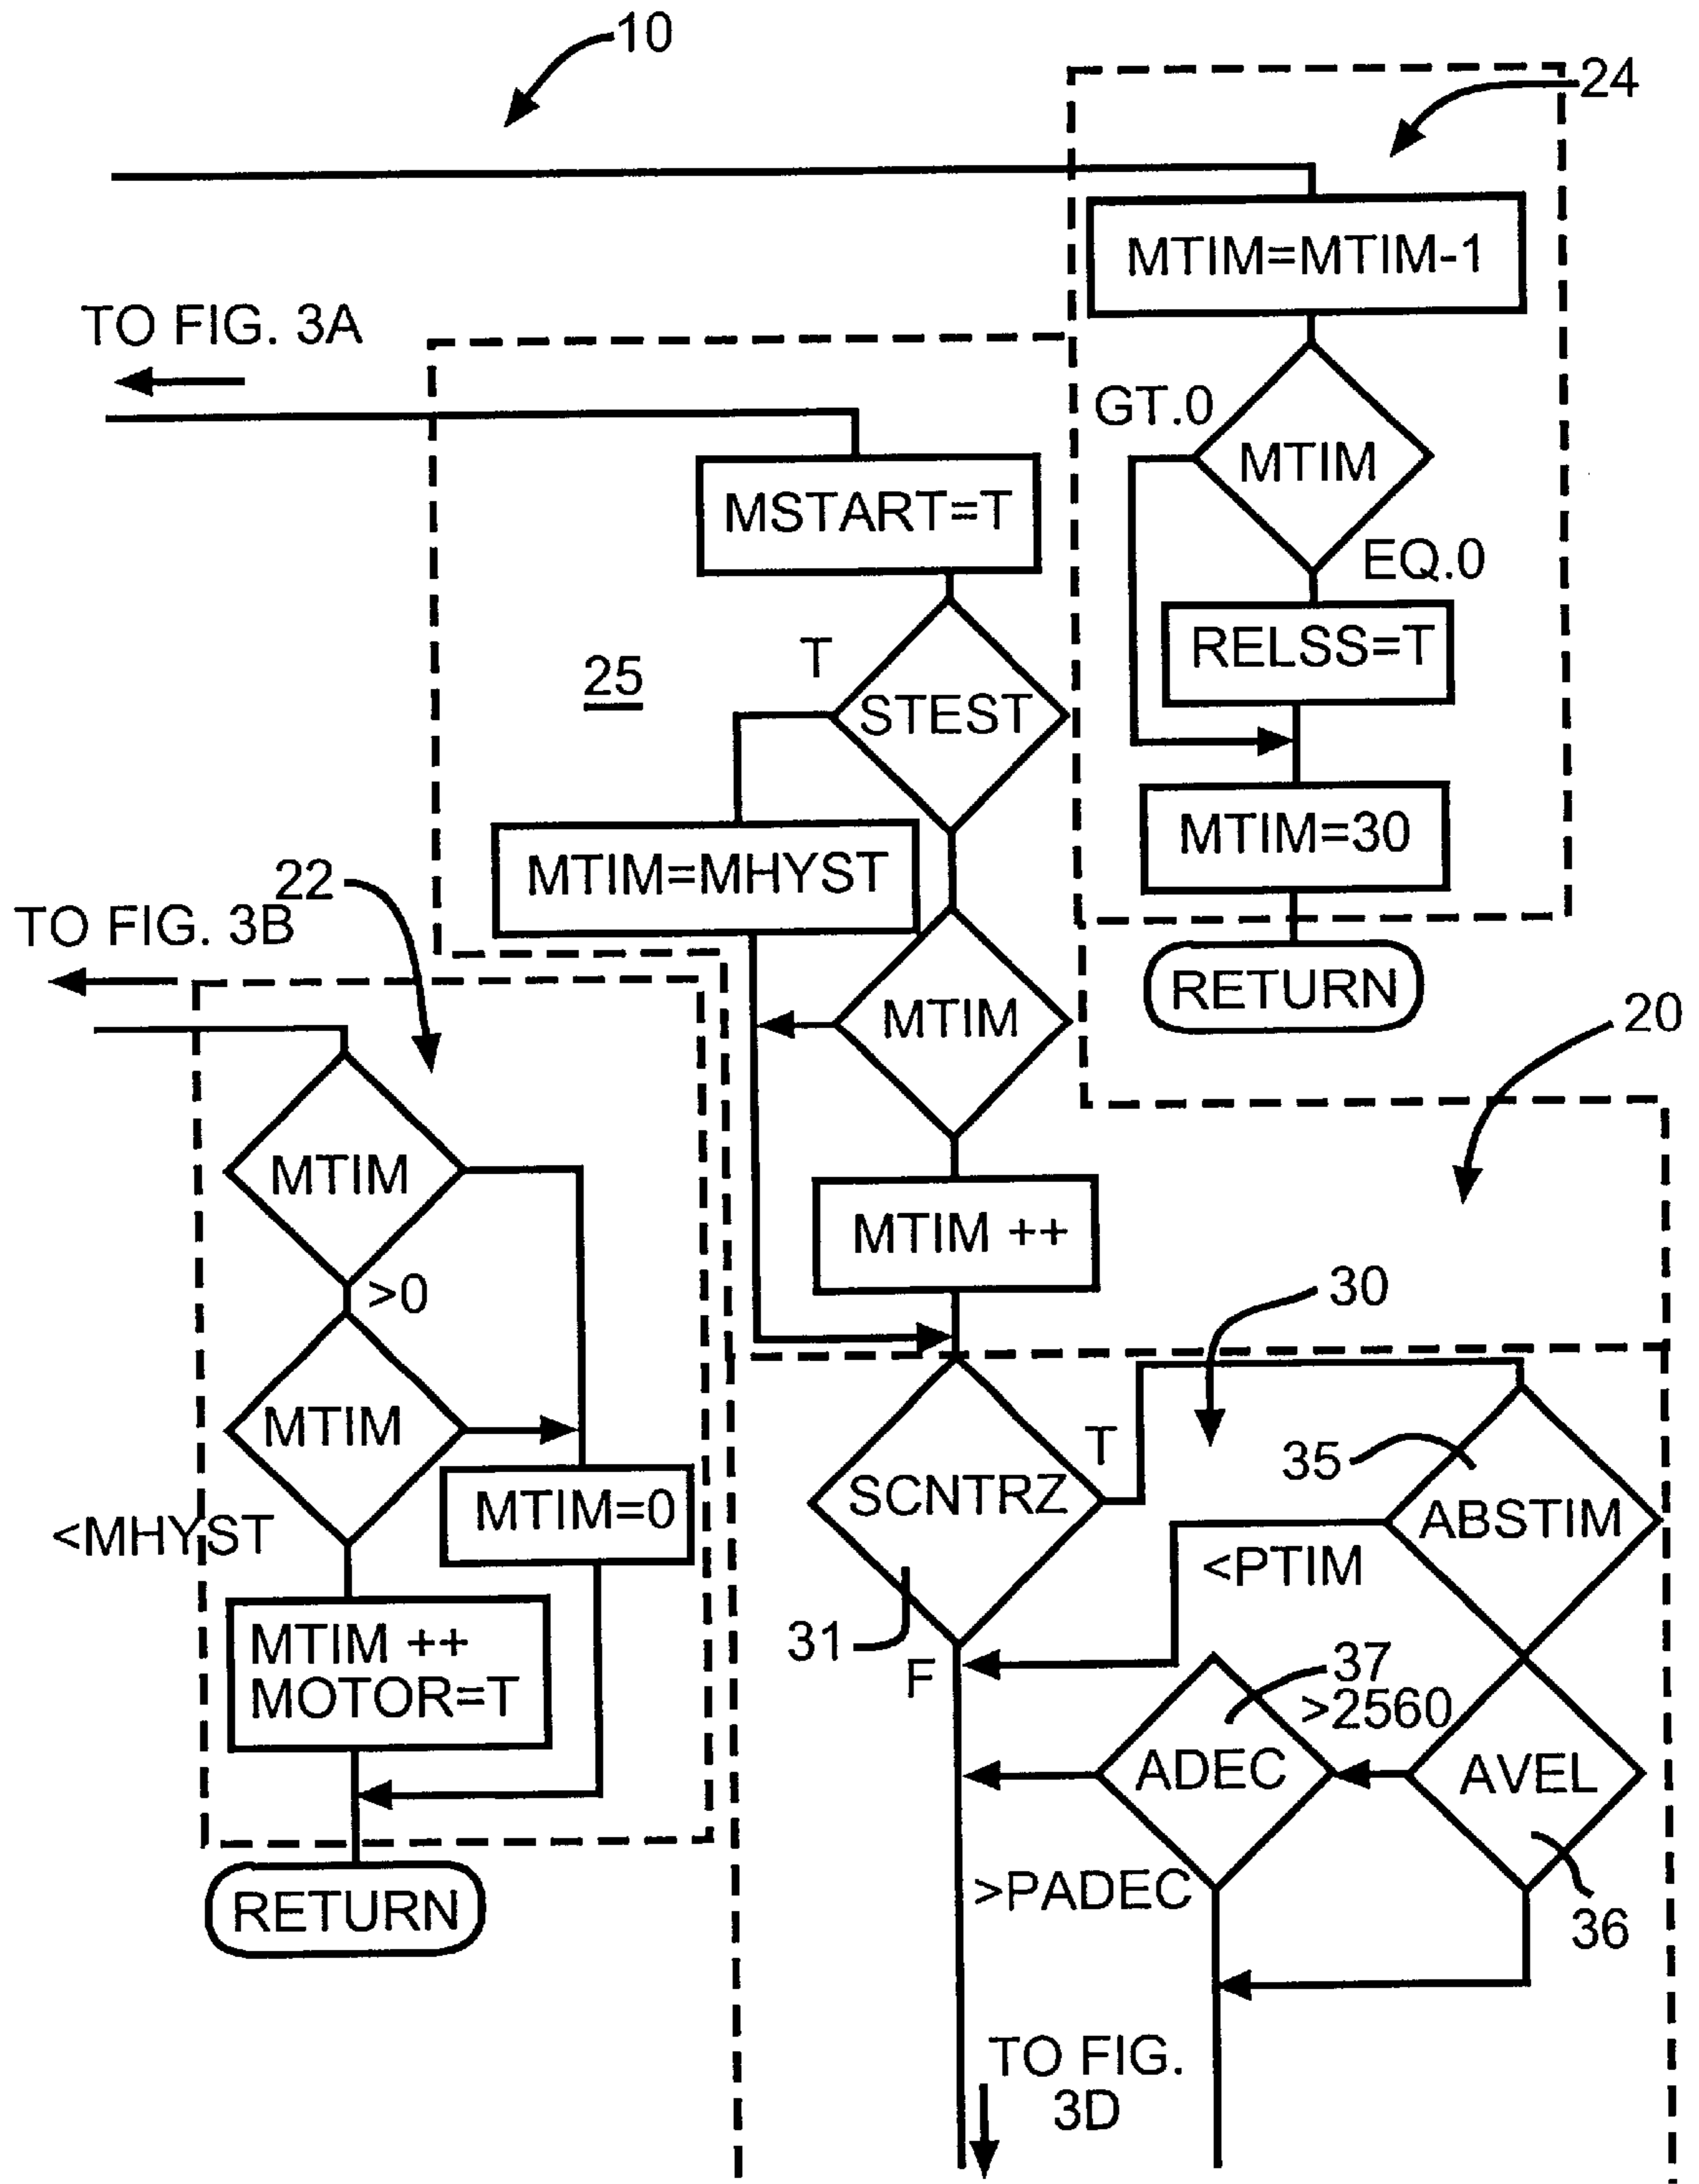 10
24
MTIM=MTIM-1
TO FIG. 3A
GT.0
MTIM
EQ.0
MSTART=T
RELSS=T
T
25
STEST
MTIM=30
MTIM=MHYST
22
TO FIG. 3B
RETURN
MTIM
20
MTIM
MTIM ++
>0
30
MTIM
T
35
SCNTRZ
ABSTIM
MTIM=0
<MHYST
<PTIM
31
F
37
>2560
MTIM ++
MOTOR=T
ADEC
AVEL
>PADEC
RETURN
36
TO FIG.
3D